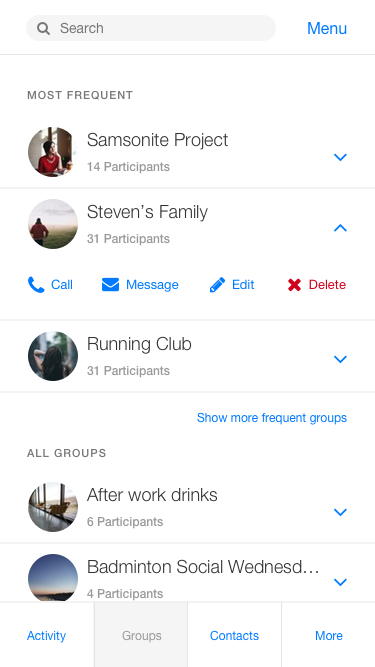 Search
Menu
MOST FREQUENT
Samsonite Project
14 Participants
Steven’s Family
31 Participants
Call Message Edit Delete
Running Club
31 Participants
Show more frequent groups
ALL GROUPS
After work drinks
6 Participants
Badminton Social Wednesd…
4 Participants
Activity Groups Contacts More